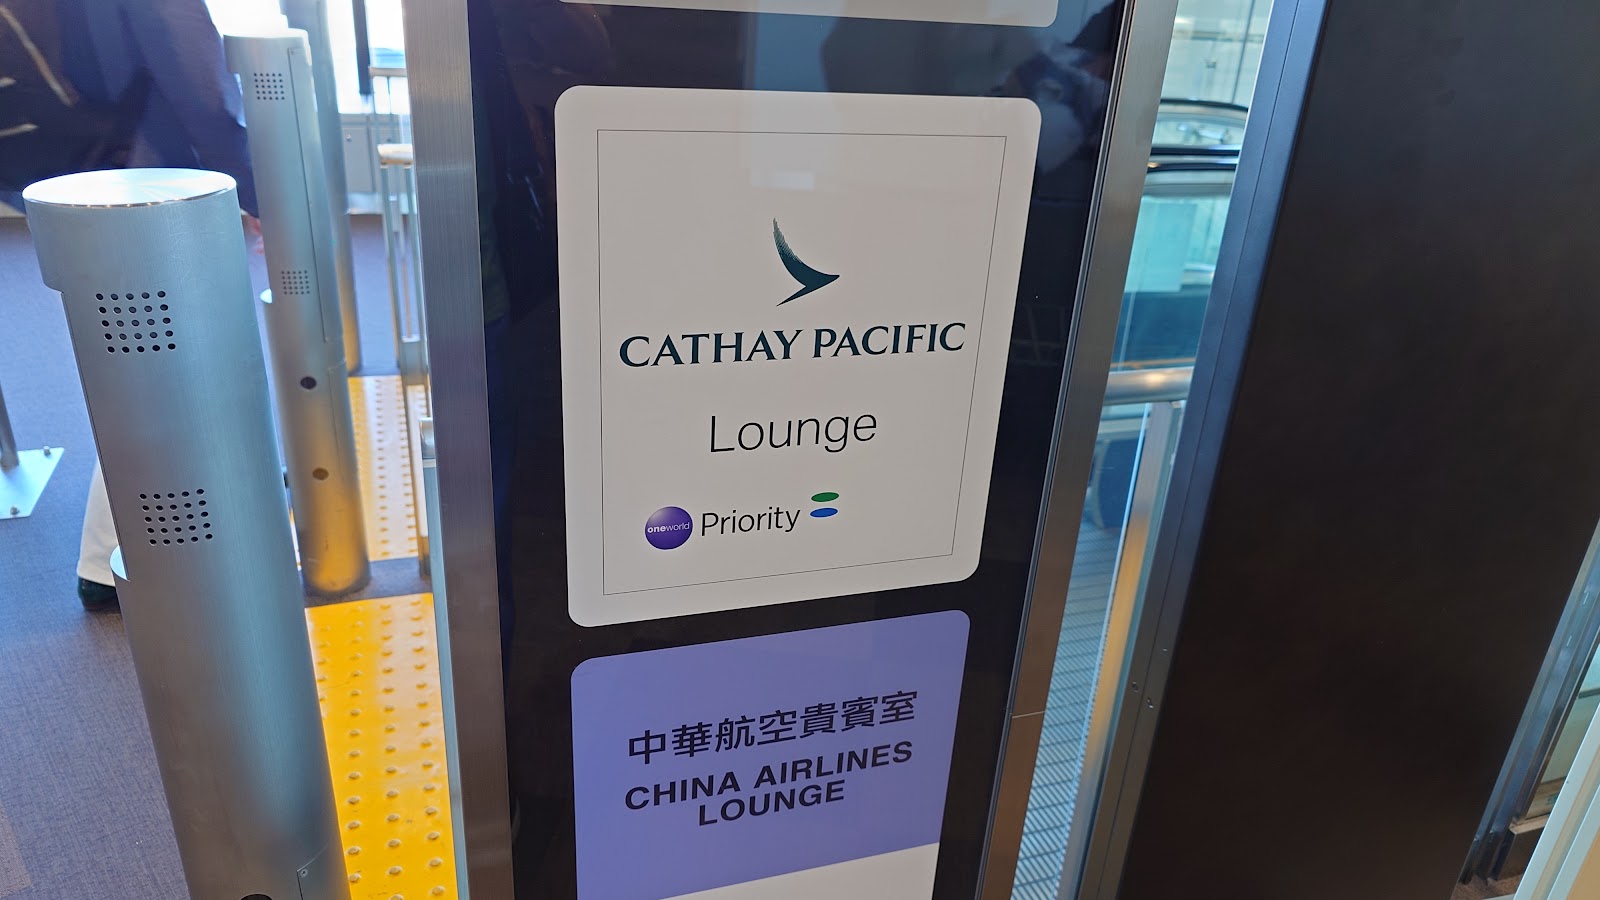 CATHAY PACIFIC
Lounge
oneworld Priority
中華航空貴賓室
CHINA AIRLINES
LOUNGE